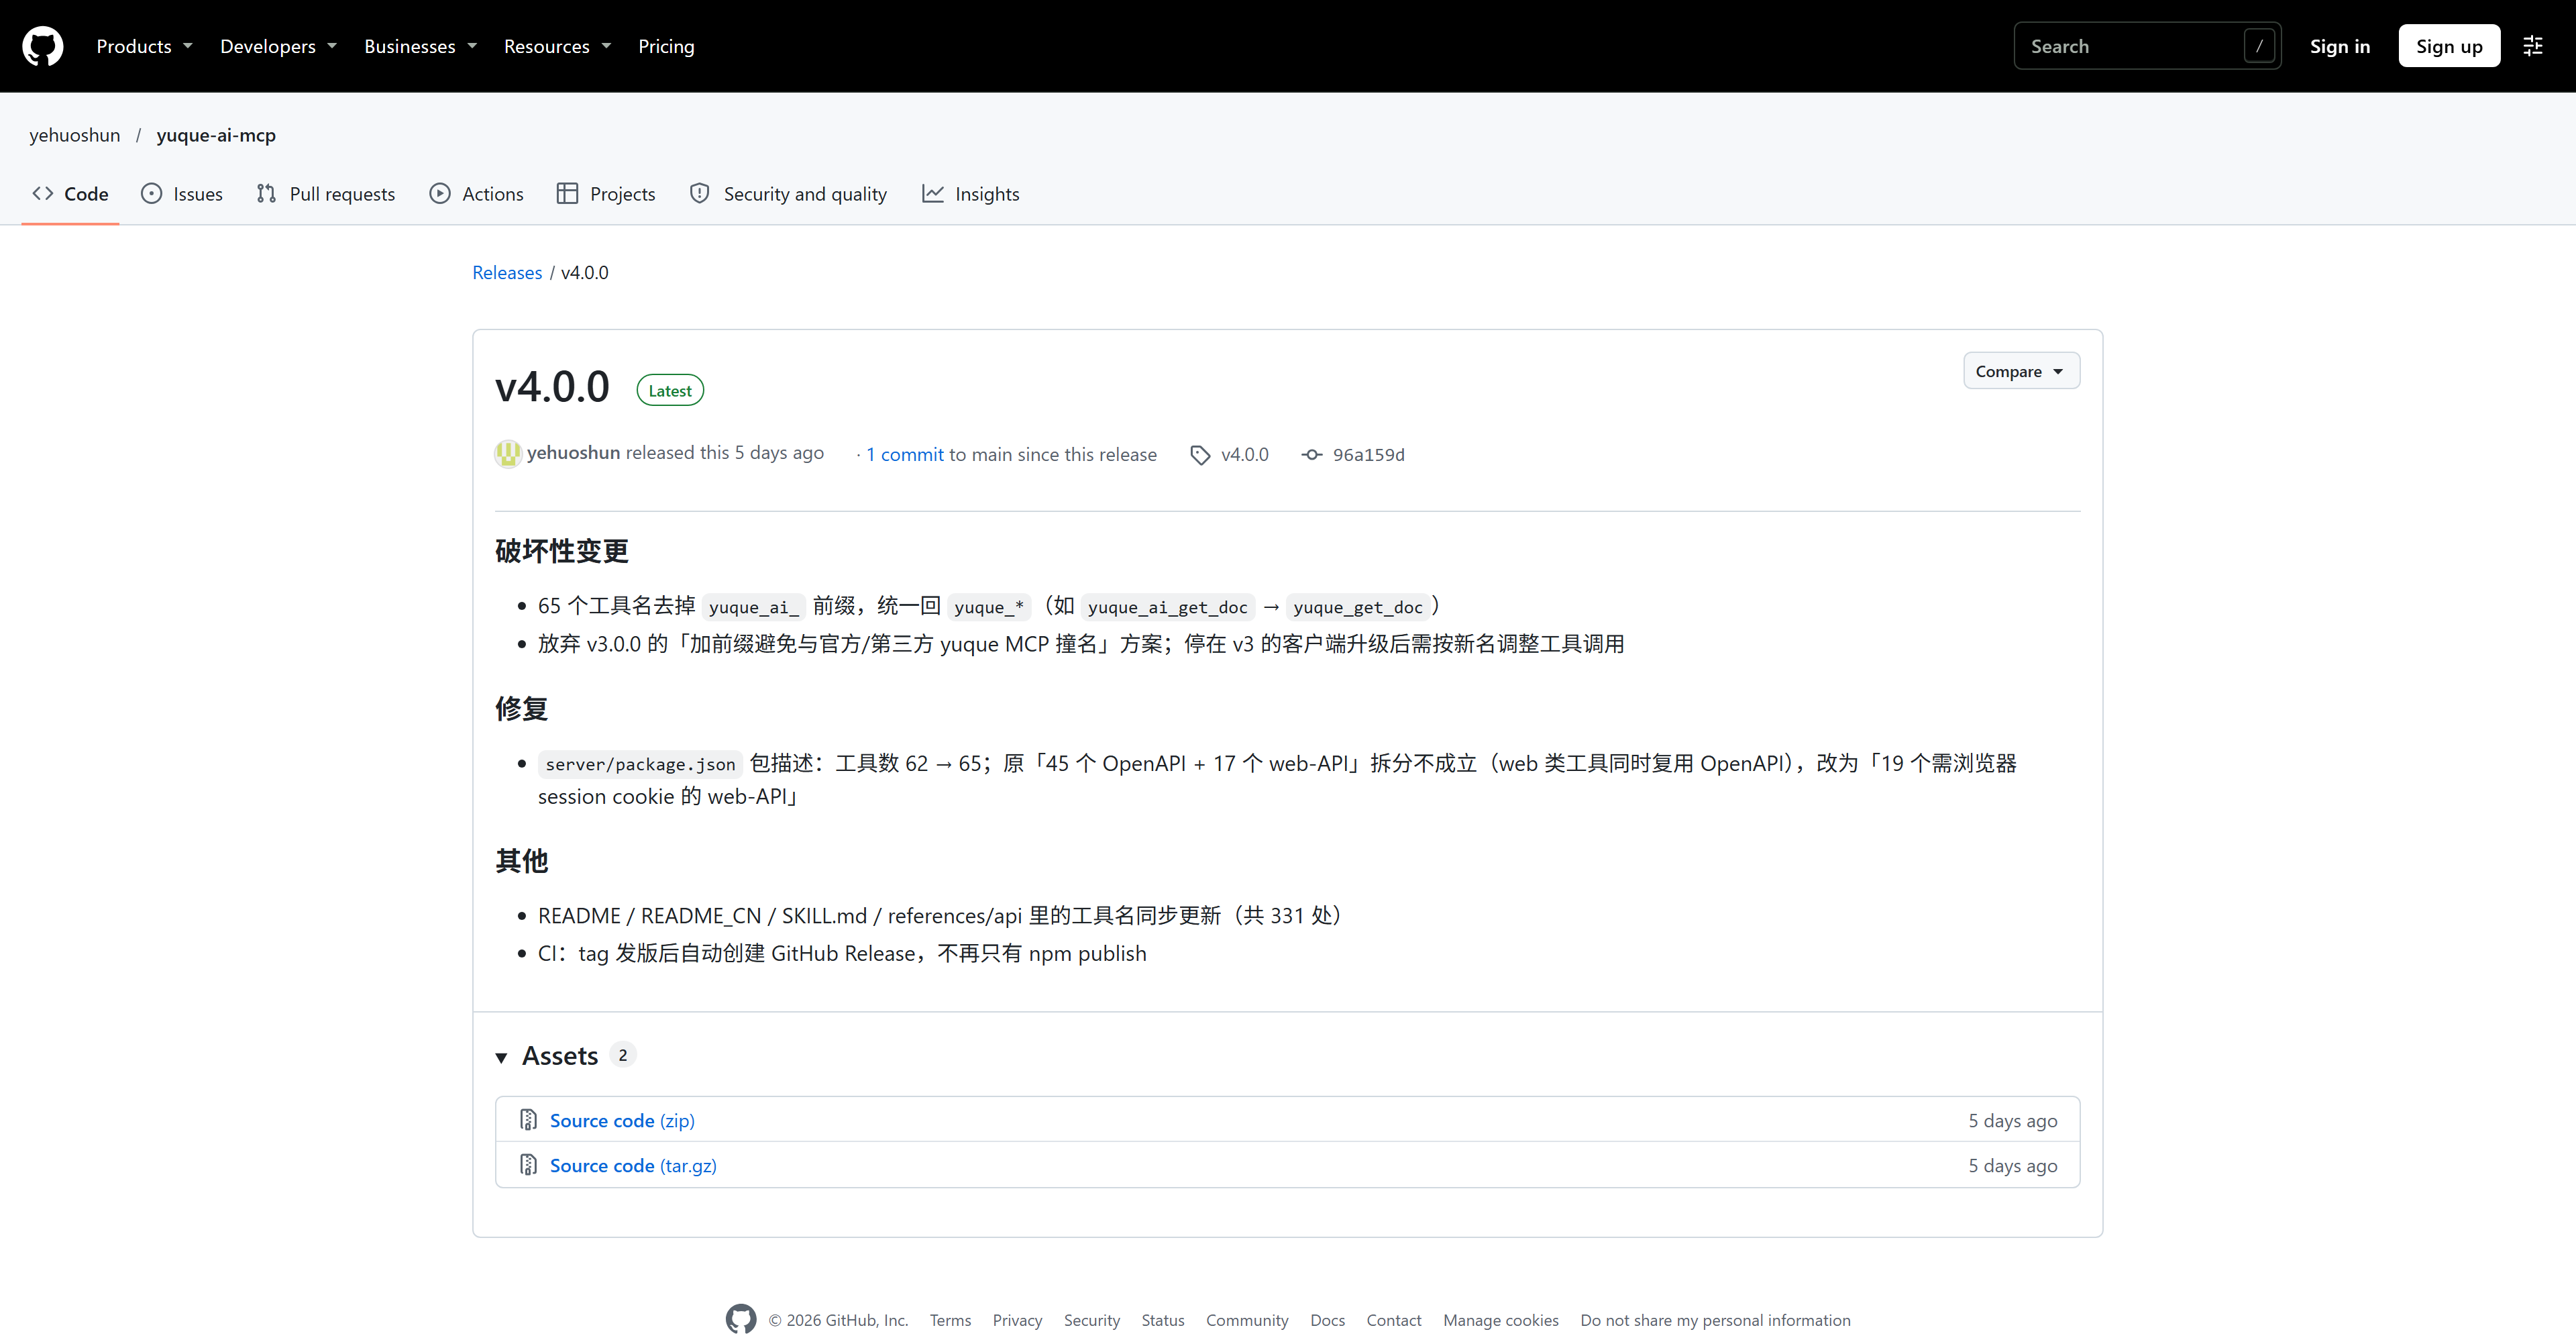 Products Developers Businesses Resources Pricing Search / Sign in Sign up
yehuoshun / yuque-ai-mcp
Code Issues Pull requests Actions Projects Security and quality Insights
Releases / v4.0.0
v4.0.0 Latest Compare
yehuoshun released this 5 days ago · 1 commit to main since this release v4.0.0 96a159d
破坏性变更
65 个工具名去掉 yuque_ai_ 前缀，统一回 yuque_*（如 yuque_ai_get_doc → yuque_get_doc）
放弃 v3.0.0 的「加前缀避免与官方/第三方 yuque MCP 撞名」方案；停在 v3 的客户端升级后需按新名调整工具调用
修复
server/package.json 包描述：工具数 62 → 65；原「45 个 OpenAPI + 17 个 web-API」拆分不成立（web 类工具同时复用 OpenAPI），改为「19 个需浏览器
session cookie 的 web-API」
其他
README / README_CN / SKILL.md / references/api 里的工具名同步更新（共 331 处）
CI：tag 发版后自动创建 GitHub Release，不再只有 npm publish
Assets 2
Source code (zip) 5 days ago
Source code (tar.gz) 5 days ago
© 2026 GitHub, Inc. Terms Privacy Security Status Community Docs Contact Manage cookies Do not share my personal information